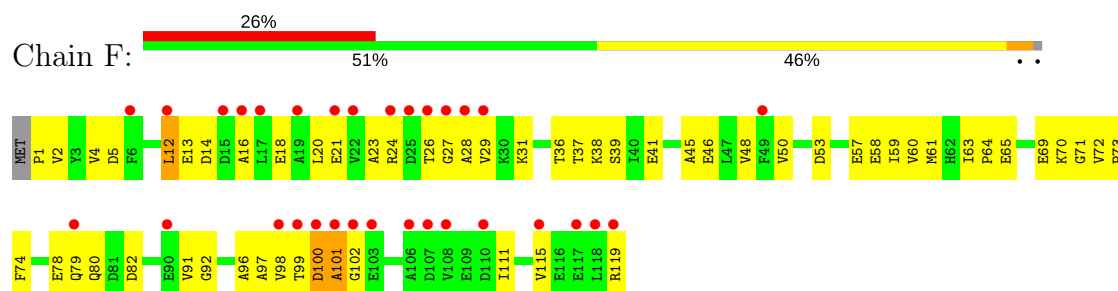 26%
Chain F:
51% 46% • •
MET P1 V2 Y3 V4 D5 F6 L12 E13 D14 D15 A16 L17 E18 A19 L20 E21 V22 A23 R24 D25 T26 G27 A28 V29 K30 K31 T36 T37 K38 S39 I40 E41 A45 E46 L47 V48 F49 V50 D53 E57 E58 I59 V60 M61 H62 I63 P64 E65 E69 K70 G71 V72
F74 E78 Q79 Q80 D81 D82 E90 V91 G92 A96 A97 V98 T99 D100 A101 G102 E103 A106 D107 V108 E109 D110 I111 V115 E116 E117 L118 R119